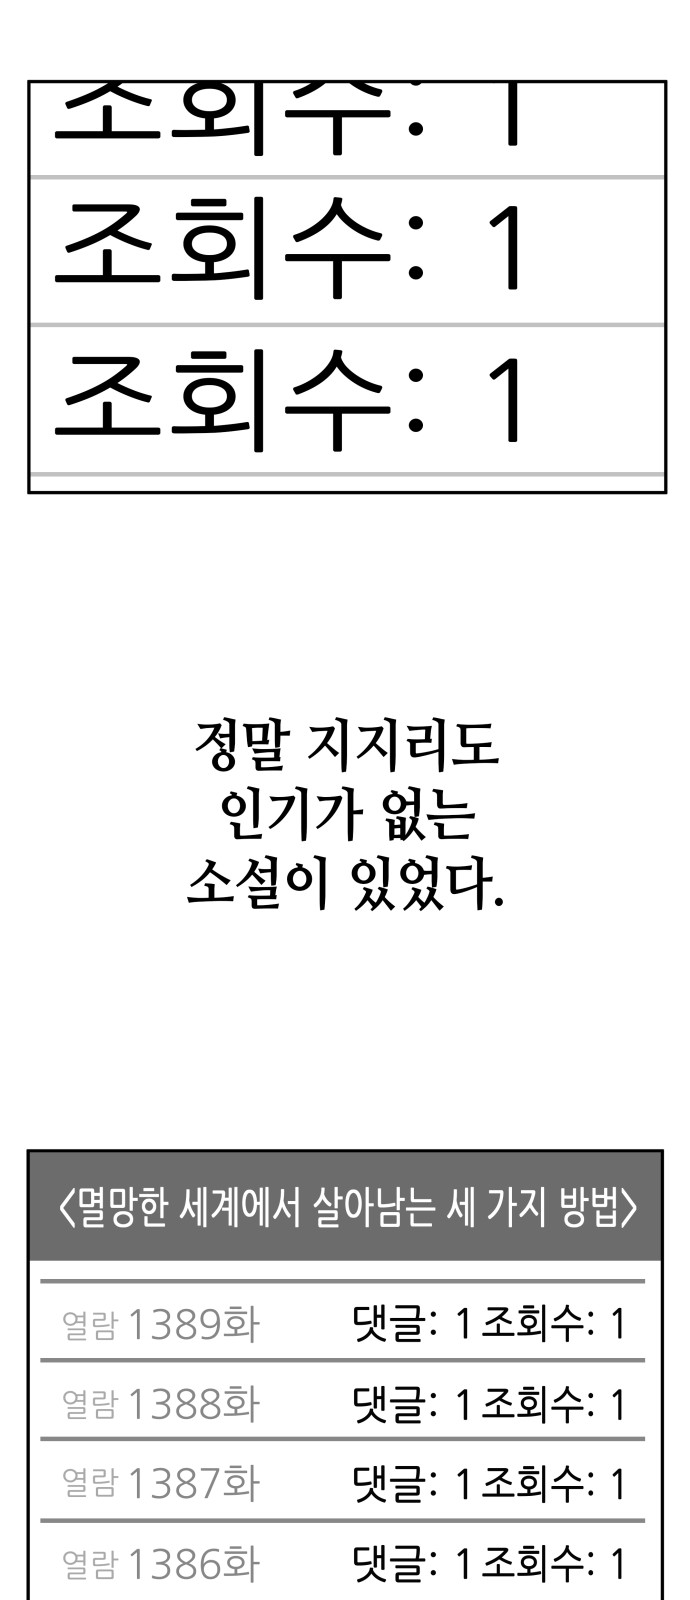 조회수: 1
조회수: 1
조회수: 1
정말 지지리도
인기가 없는
소설이 있었다.
<멸망한 세계에서 살아남는 세 가지 방법>
열람 1389화 댓글: 1 조회수: 1
열람 1388화 댓글: 1 조회수: 1
열람 1387화 댓글: 1 조회수: 1
열람 1386화 댓글: 1 조회수: 1